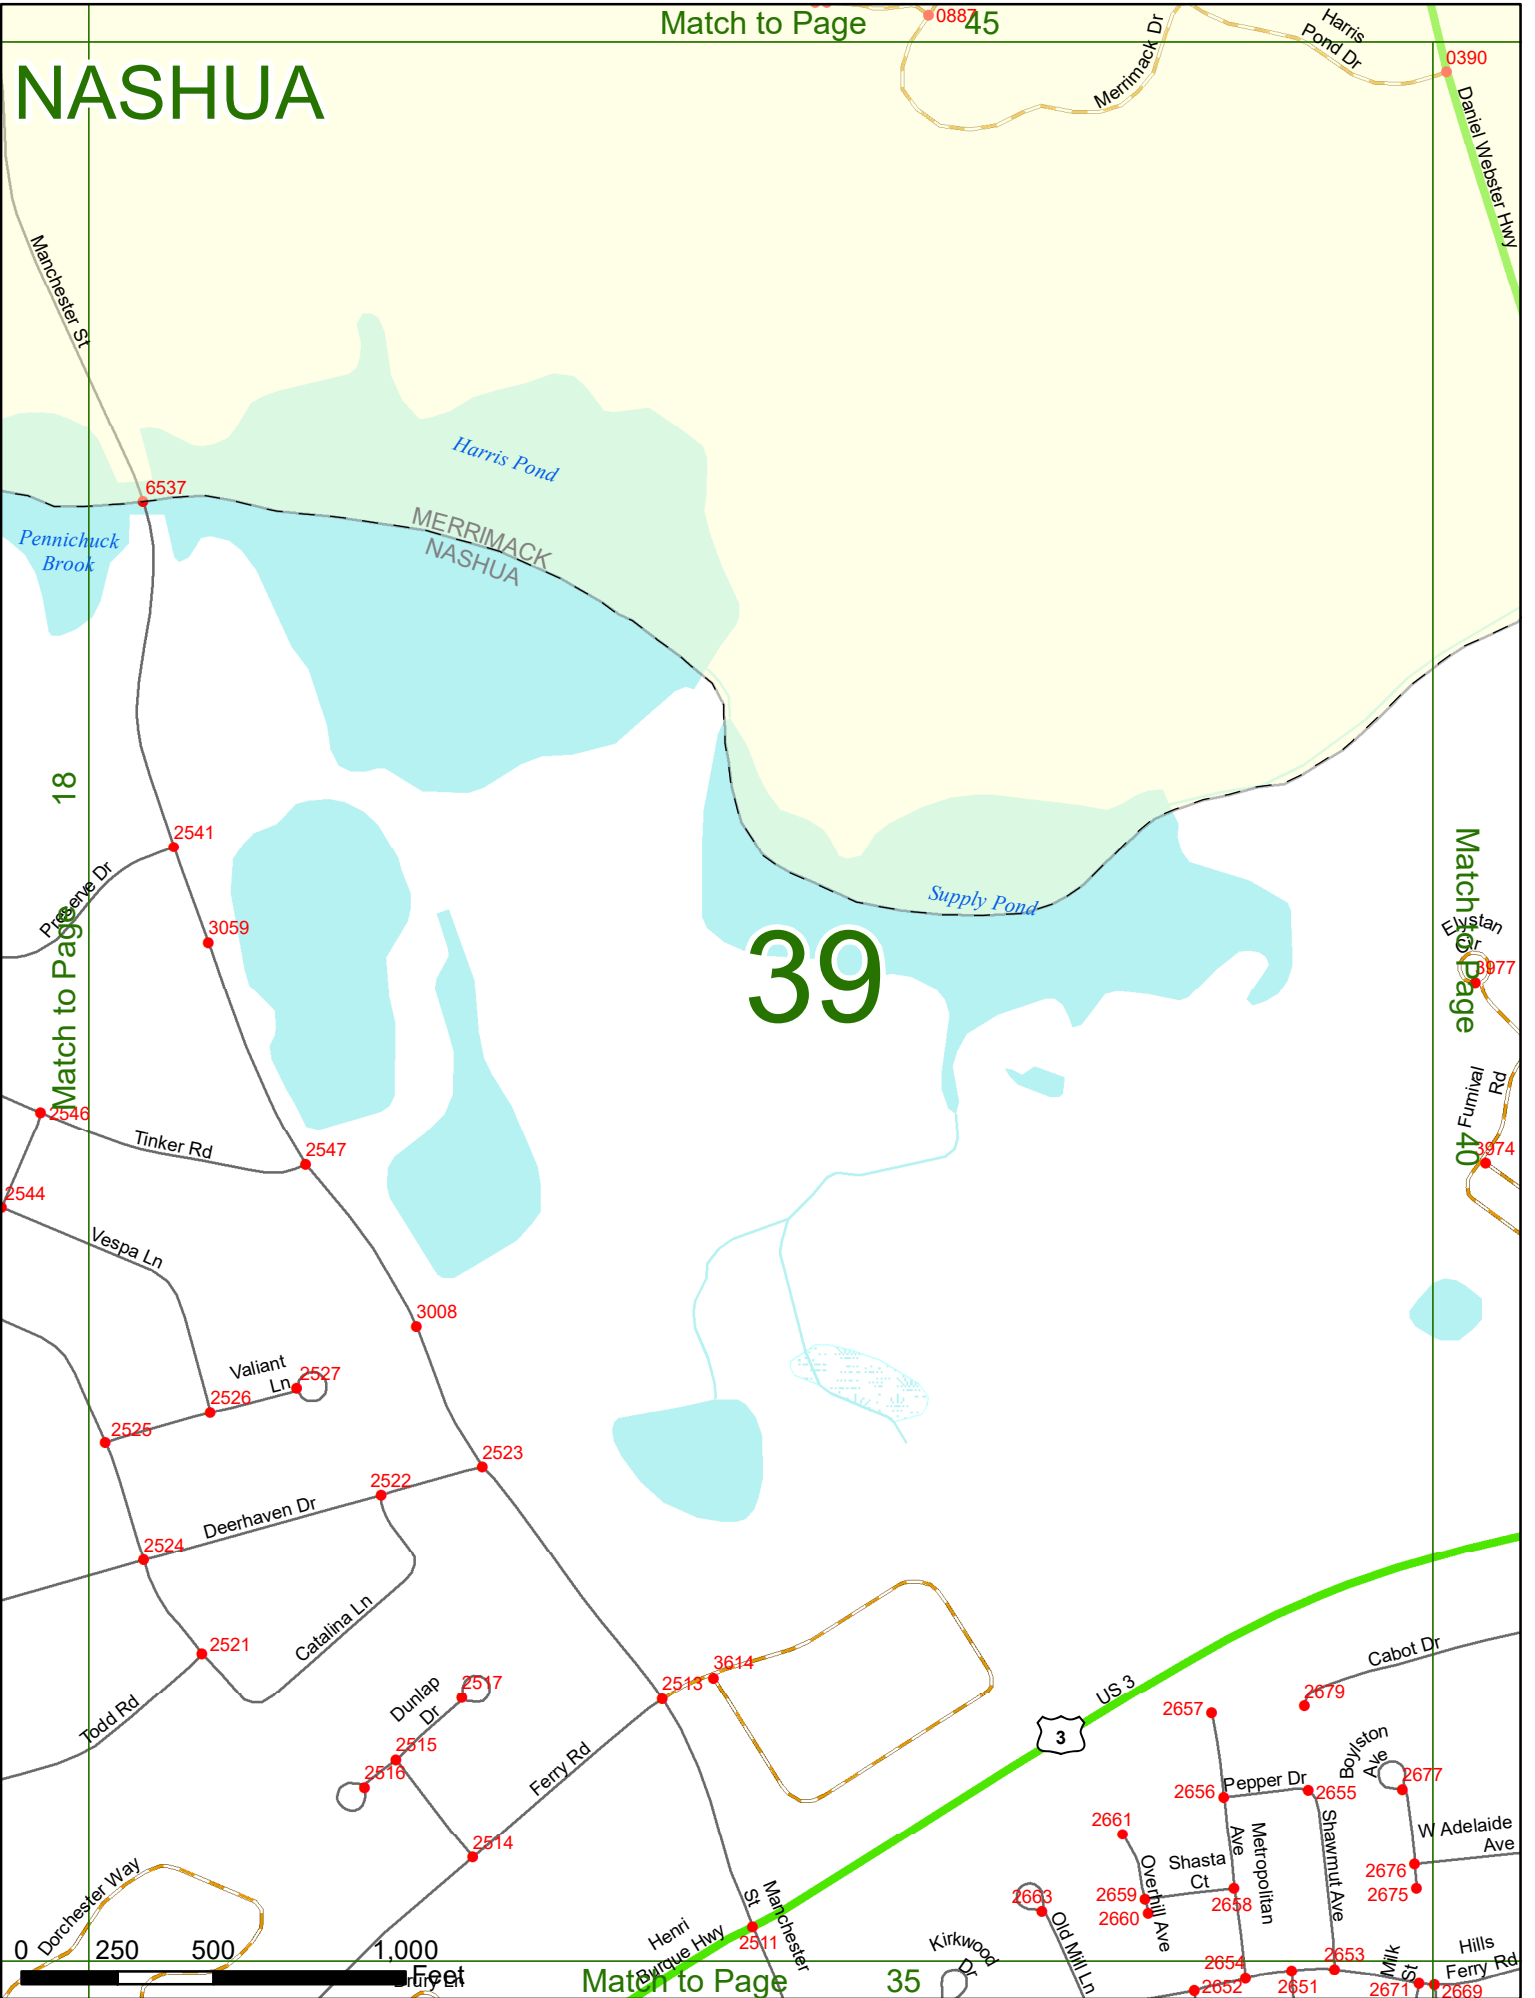 Match to Page 45
0887
Merrimack Dr
Harris
Pond Dr
0390
NASHUA
Daniel Webster Hwy
Manchester St
Harris Pond
6537
MERRIMACK
NASHUA
Pennichuck
Brook
Match to Page 18
2541
Preserve Dr
3059
Supply Pond
39
Match to Page 40
Elystan
Cir
3977
Furnival
Rd
3974
2546
Tinker Rd
2547
2544
Vespa Ln
3008
Valiant
Ln
2527
2526
2525
2523
2522
Deerhaven Dr
2524
Catalina Ln
2521
Todd Rd
Dunlap
Dr
2517
2513
3614
2515
2516
Ferry Rd
2514
US 3
3
Cabot Dr
2679
2657
Boylston
Ave
2677
Pepper Dr
2656
2655
2661
Metropolitan
Ave
Shawmut Ave
W Adelaide
Ave
Shasta
Ct
2676
2675
Overhill Ave
2659
2660
2658
2663
Old Mill Ln
Dorchester Way
Manchester
St
Henri
Burque Hwy
2511
Kirkwood
Dr
2654
2653
2652
2651
Milk
St
Hills
Ferry Rd
2671
2669
0 250 500 1,000
Feet
Drury Ln
Match to Page 35